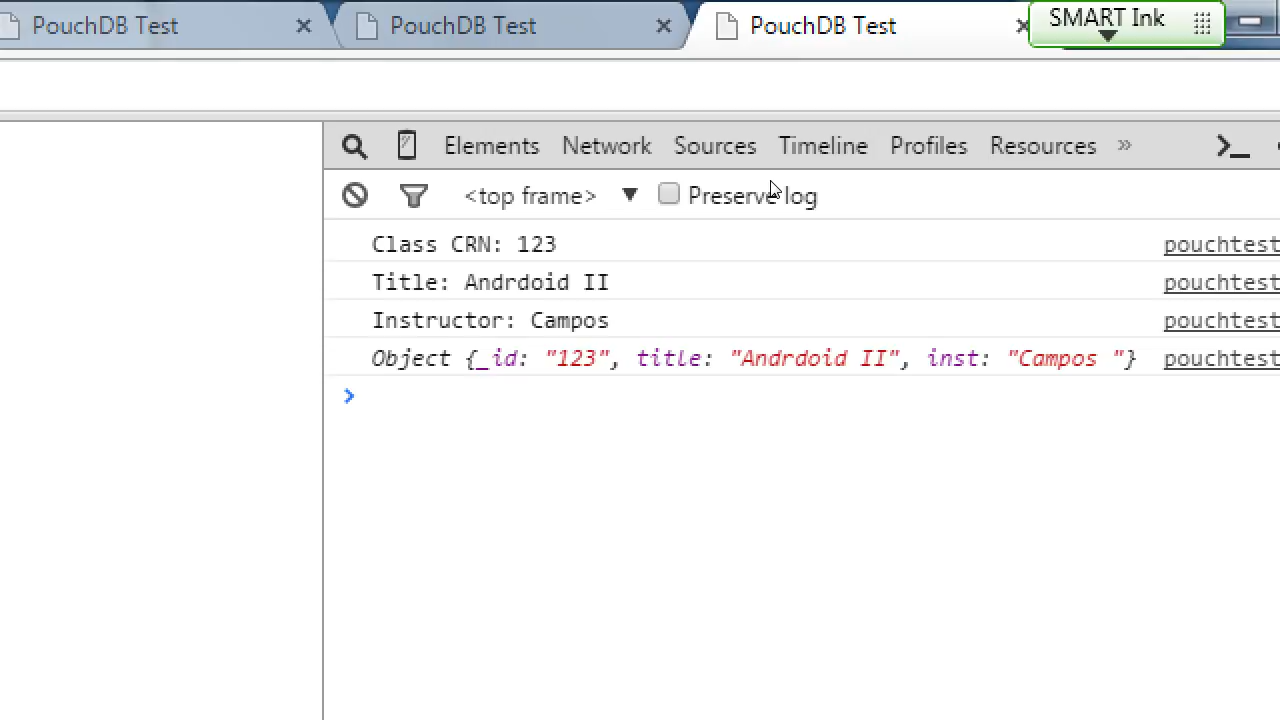 PouchDB Test PouchDB Test PouchDB Test SMART Ink
Elements Network Sources Timeline Profiles Resources »
<top frame> Preserve log
Class CRN: 123 pouchtest
Title: Andrdoid II pouchtest
Instructor: Campos pouchtest
Object {_id: "123", title: "Andrdoid II", inst: "Campos "} pouchtest